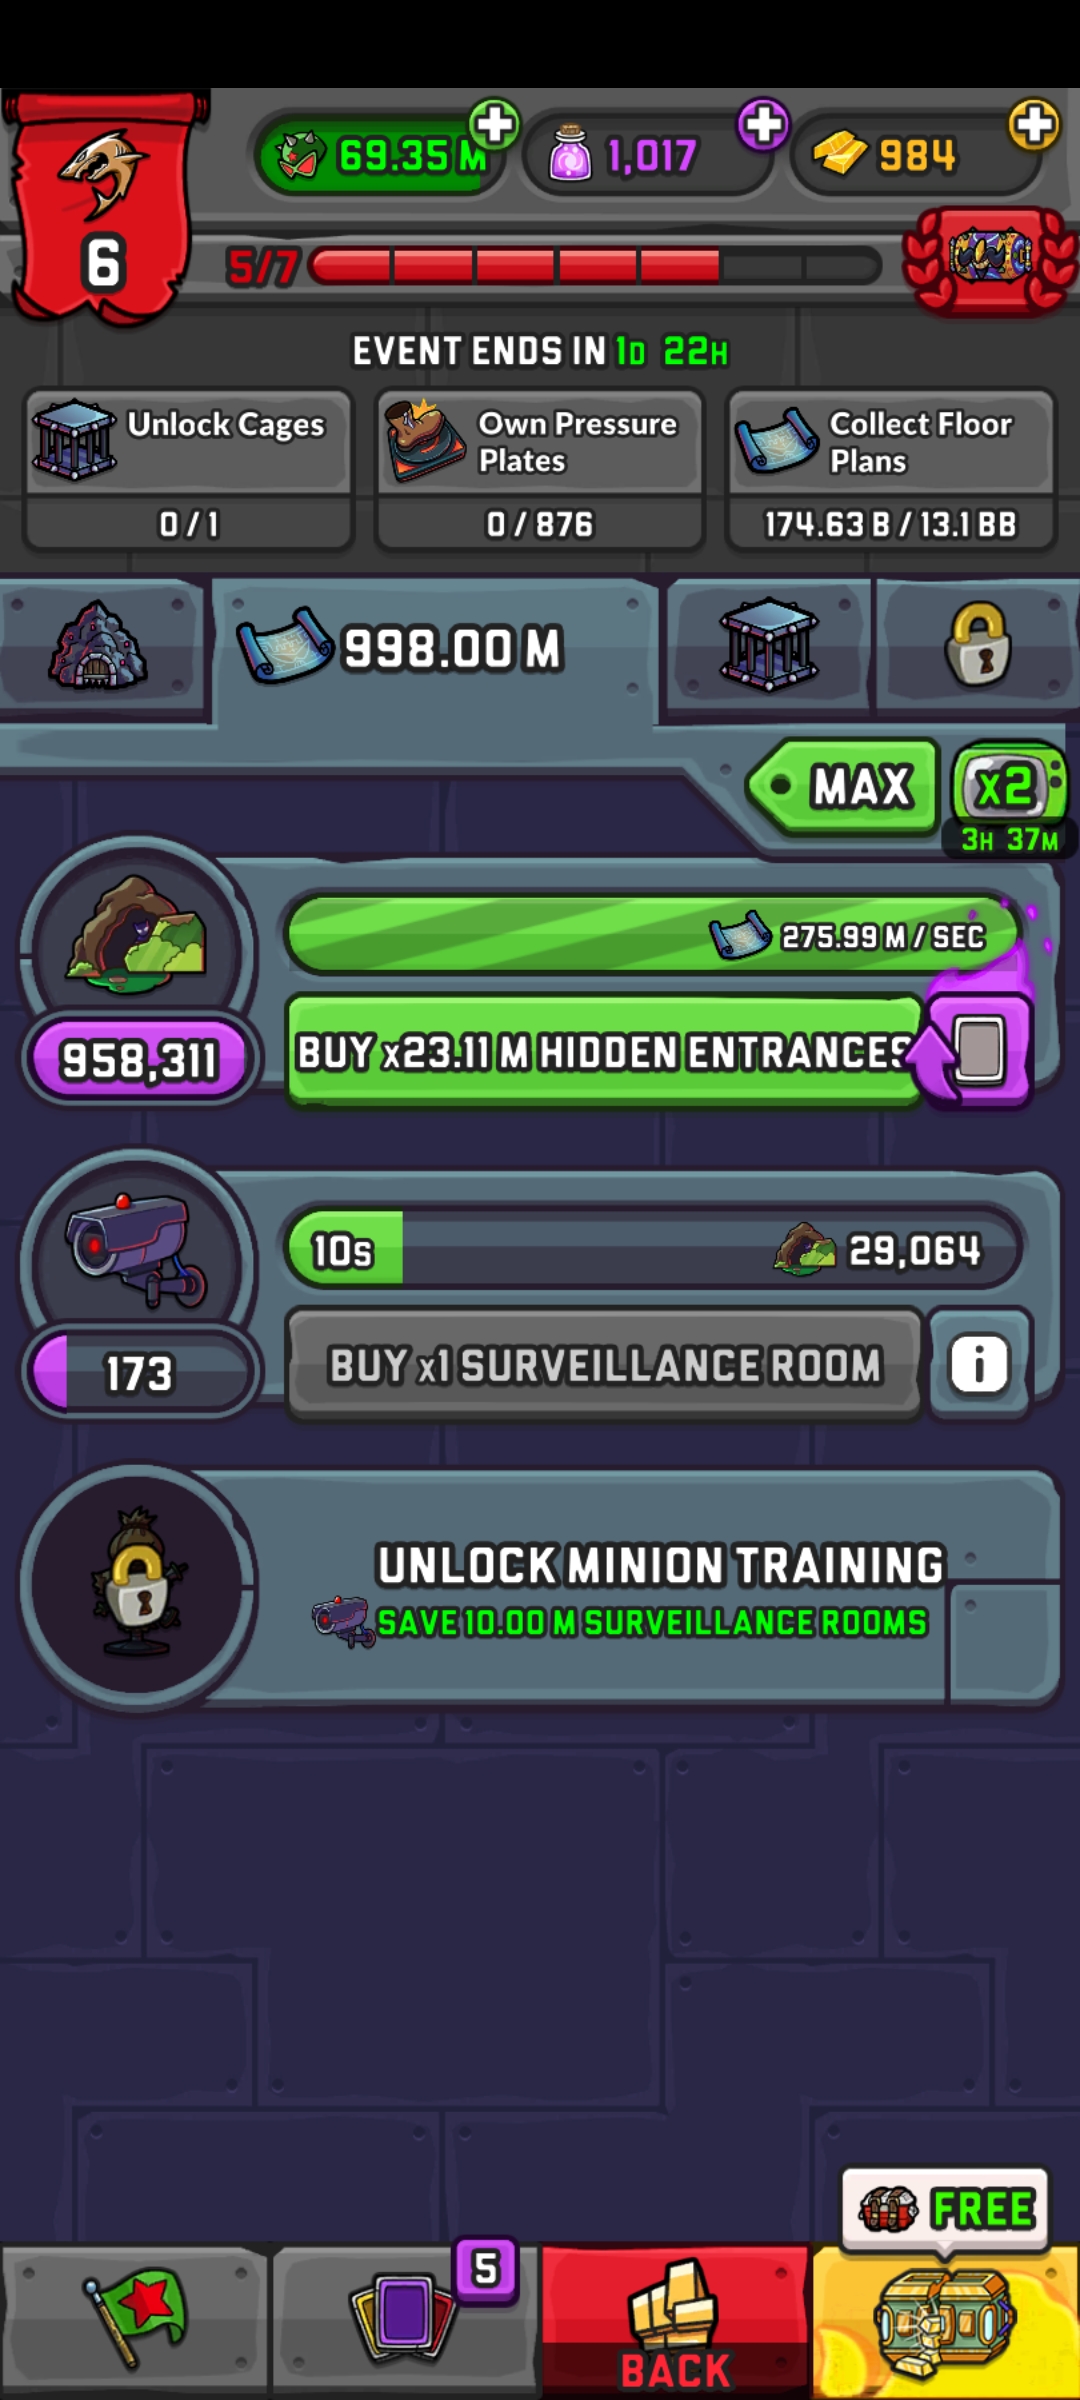 69.35 M
1,017
984
6
5/7
EVENT ENDS IN 1D 22H
Unlock Cages
0 / 1
Own Pressure
Plates
0 / 876
Collect Floor
Plans
174.63 B / 13.1 BB
998.00 M
MAX
x2
3H 37M
275.99 M / SEC
958,311
BUY x23.11 M HIDDEN ENTRANCES
10s
29,064
173
BUY x1 SURVEILLANCE ROOM
i
UNLOCK MINION TRAINING
SAVE 10.00 M SURVEILLANCE ROOMS
FREE
5
BACK